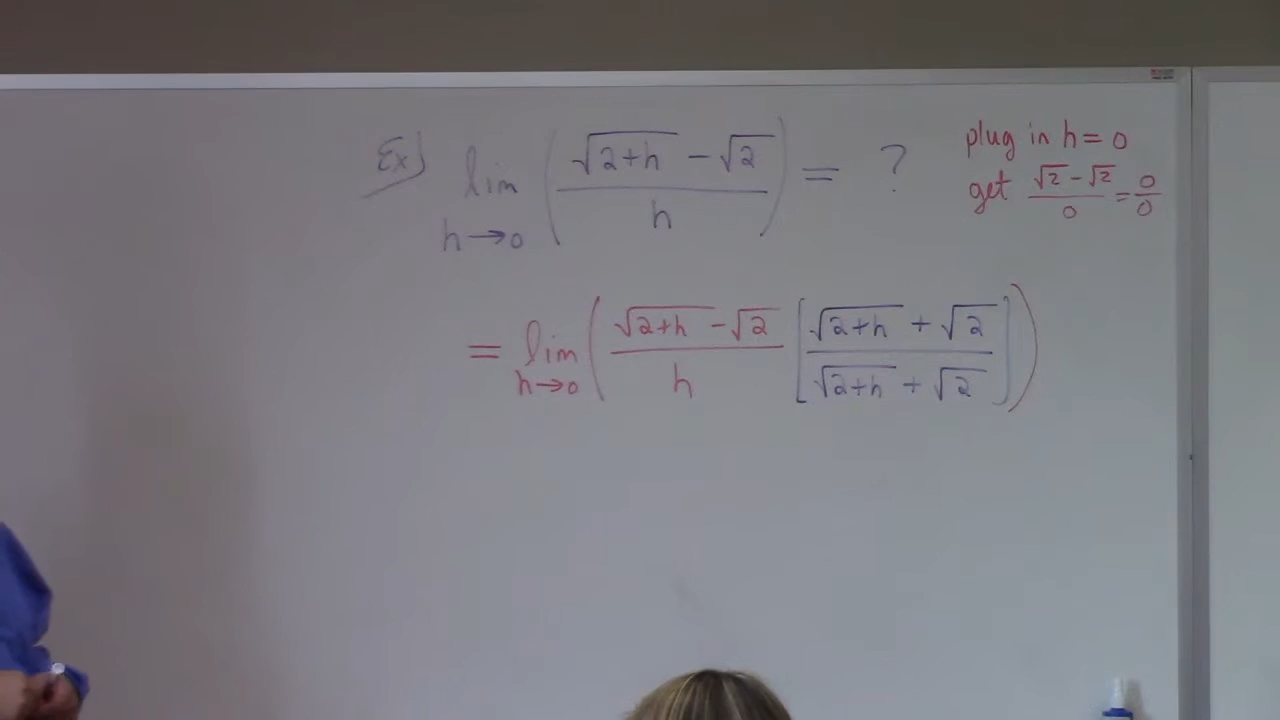 Ex) lim h→0 ( (√(2+h) − √2) / h ) = ?
plug in h = 0
get (√2 − √2)/0 = 0/0
= lim h→0 ( (√(2+h) − √2) / h [ (√(2+h) + √2) / (√(2+h) + √2) ] )